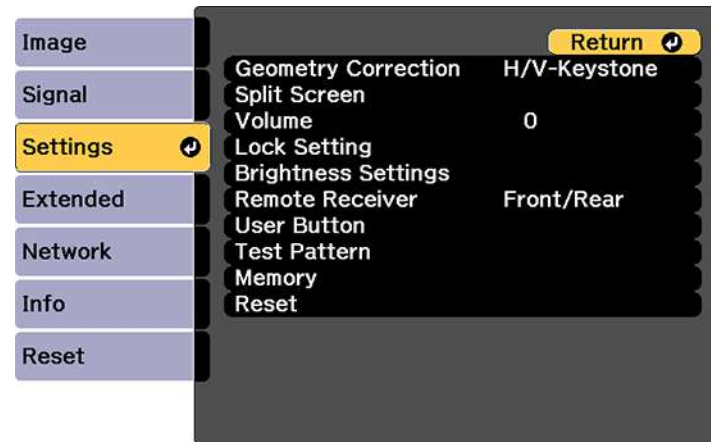 Image
Signal
Settings
Extended
Network
Info
Reset
Return
Geometry Correction H/V-Keystone
Split Screen
Volume 0
Lock Setting
Brightness Settings
Remote Receiver Front/Rear
User Button
Test Pattern
Memory
Reset